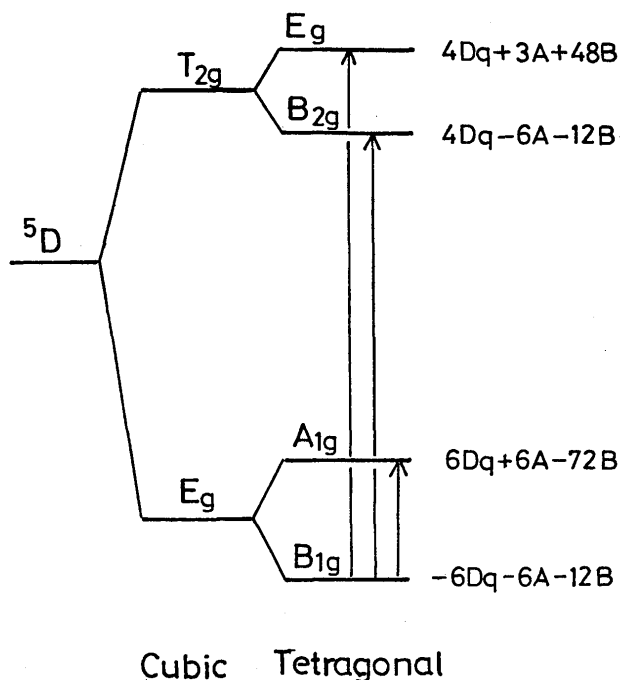 Eg
4Dq+3A+48B
T2g
B2g
4Dq-6A-12B
5D
A1g
6Dq+6A-72B
Eg
B1g
-6Dq-6A-12B
Cubic Tetragonal